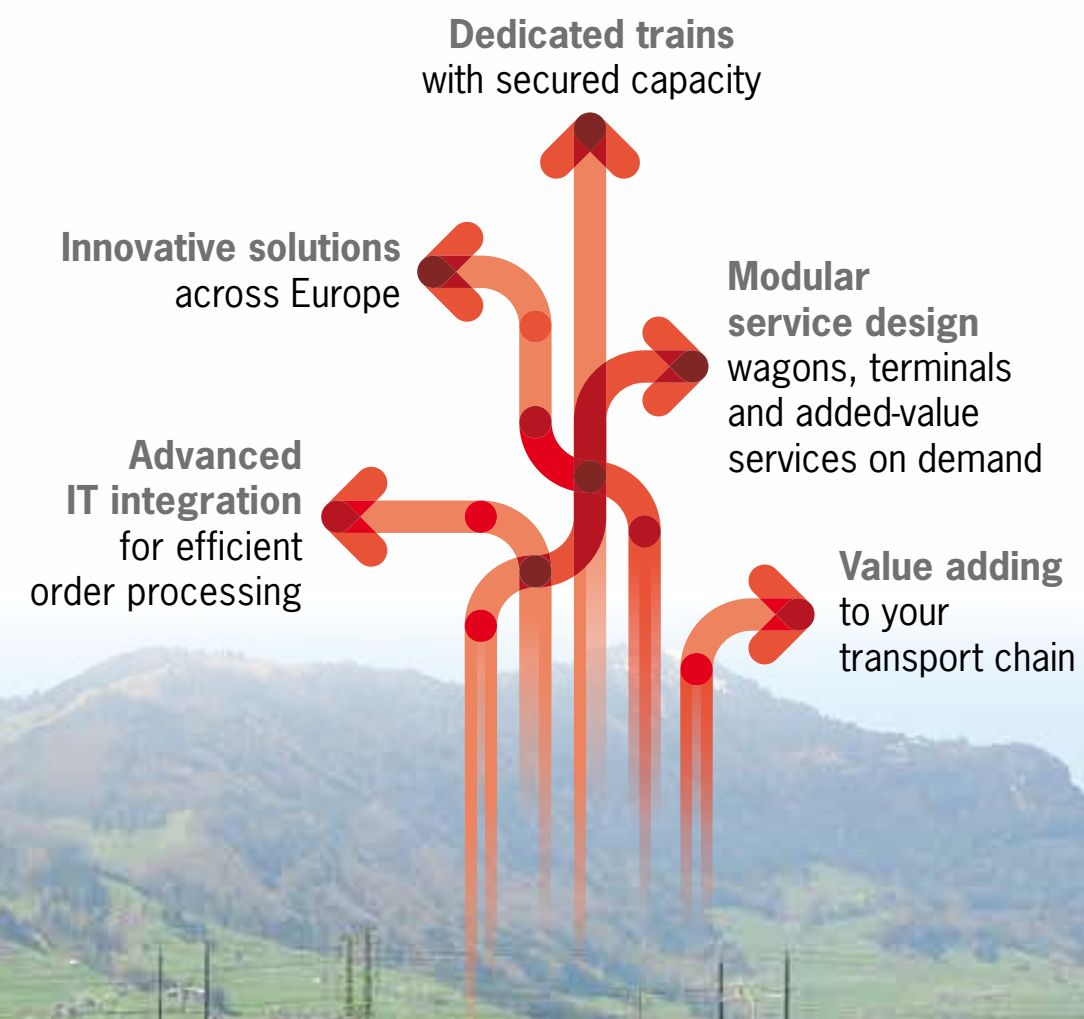 Dedicated trains
with secured capacity
Innovative solutions
across Europe
Modular
service design
wagons, terminals
and added-value
services on demand
Advanced
IT integration
for efficient
order processing
Value adding
to your
transport chain